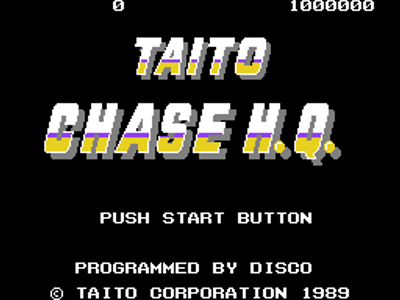 0 1000000
TAITO
CHASE H.Q.
PUSH START BUTTON
PROGRAMMED BY DISCO
© TAITO CORPORATION 1989